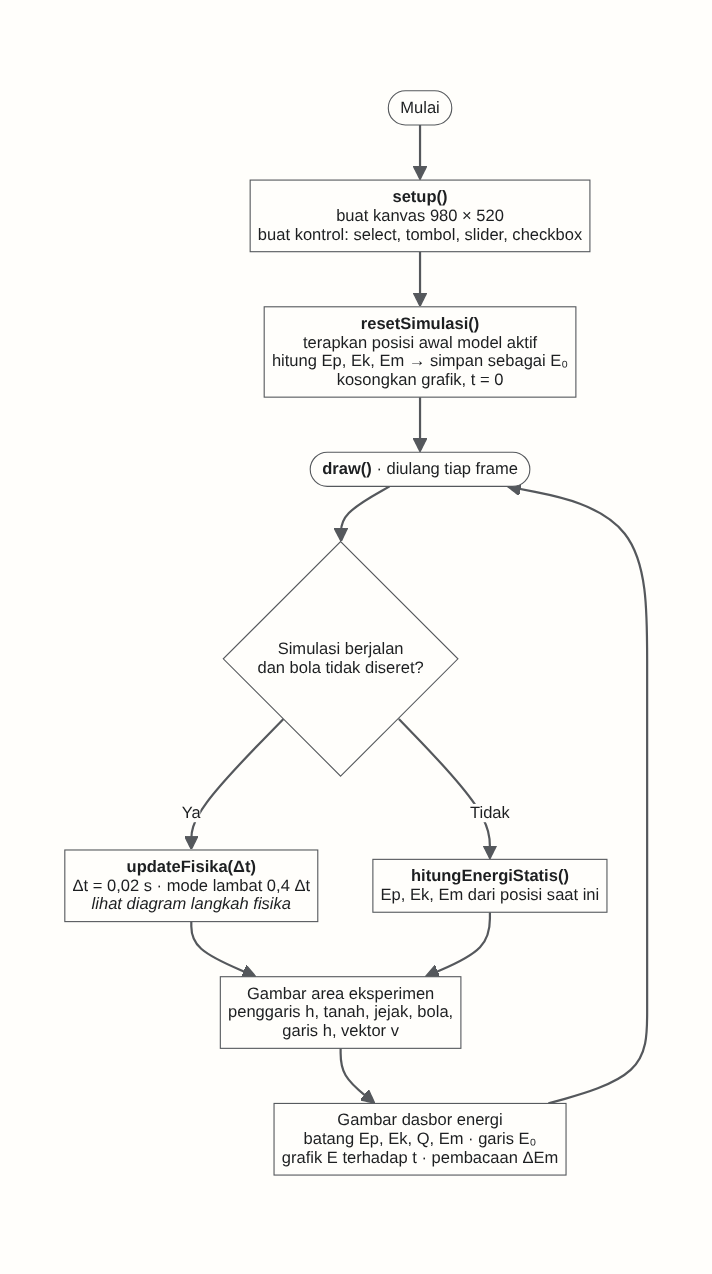 Mulai
setup()
buat kanvas 980 × 520
buat kontrol: select, tombol, slider, checkbox
resetSimulasi()
terapkan posisi awal model aktif
hitung Ep, Ek, Em → simpan sebagai E₀
kosongkan grafik, t = 0
draw() · diulang tiap frame
Simulasi berjalan
dan bola tidak diseret?
Ya
Tidak
updateFisika(Δt)
Δt = 0,02 s · mode lambat 0,4 Δt
lihat diagram langkah fisika
hitungEnergiStatis()
Ep, Ek, Em dari posisi saat ini
Gambar area eksperimen
penggaris h, tanah, jejak, bola,
garis h, vektor v
Gambar dasbor energi
batang Ep, Ek, Q, Em · garis E₀
grafik E terhadap t · pembacaan ΔEm